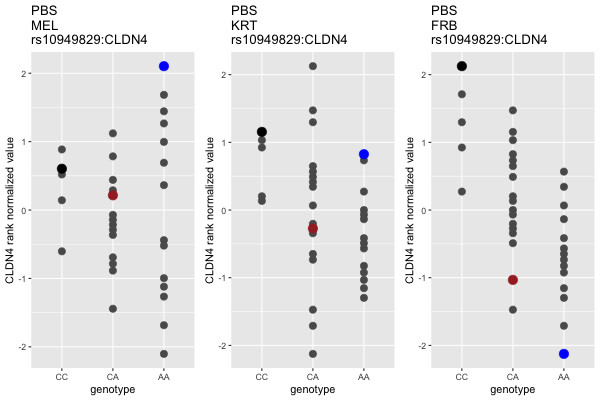 PBS
MEL
rs10949829:CLDN4
CLDN4 rank normalized value
2
1
0
-1
-2
CC
CA
AA
genotype
PBS
KRT
rs10949829:CLDN4
CLDN4 rank normalized value
2
1
0
-1
-2
CC
CA
AA
genotype
PBS
FRB
rs10949829:CLDN4
CLDN4 rank normalized value
2
1
0
-1
-2
CC
CA
AA
genotype